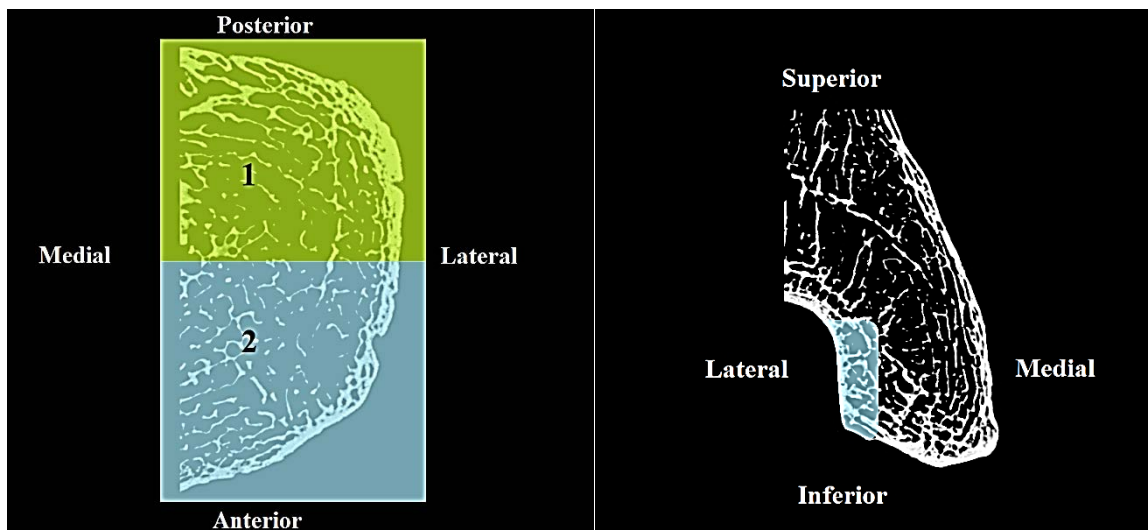 Posterior
1
Medial
Lateral
2
Anterior
Superior
Lateral
Medial
Inferior